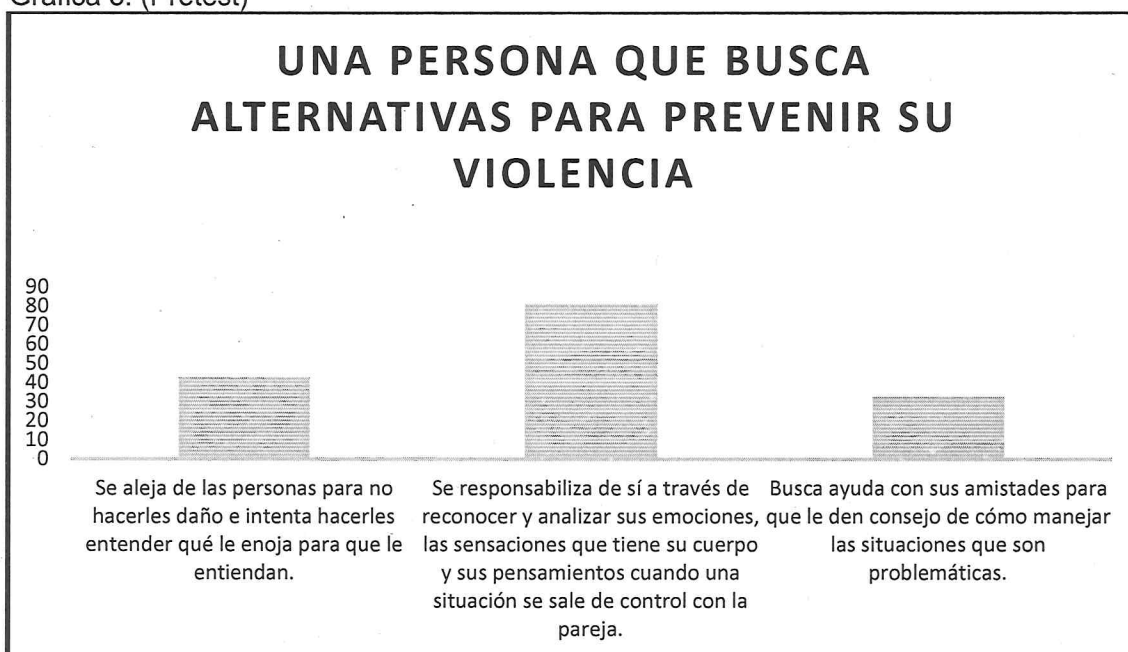 (Pretest)
UNA PERSONA QUE BUSCA
ALTERNATIVAS PARA PREVENIR SU
VIOLENCIA
90
80
70
60
50
40
30
20
10
0
Se aleja de las personas para no
hacerles daño e intenta hacerles
entender qué le enoja para que le
entiendan.
Se responsabiliza de sí a través de
reconocer y analizar sus emociones,
las sensaciones que tiene su cuerpo
y sus pensamientos cuando una
situación se sale de control con la
pareja.
Busca ayuda con sus amistades para
que le den consejo de cómo manejar
las situaciones que son
problemáticas.